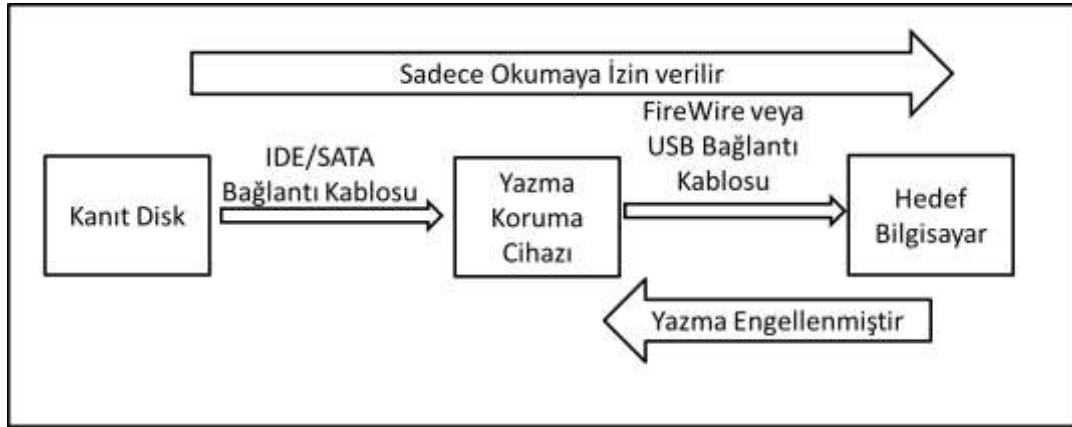 Sadece Okumaya İzin verilir
IDE/SATA
Bağlantı Kablosu
FireWire veya
USB Bağlantı
Kablosu
Kanıt Disk
Yazma
Koruma
Cihazı
Hedef
Bilgisayar
Yazma Engellenmiştir